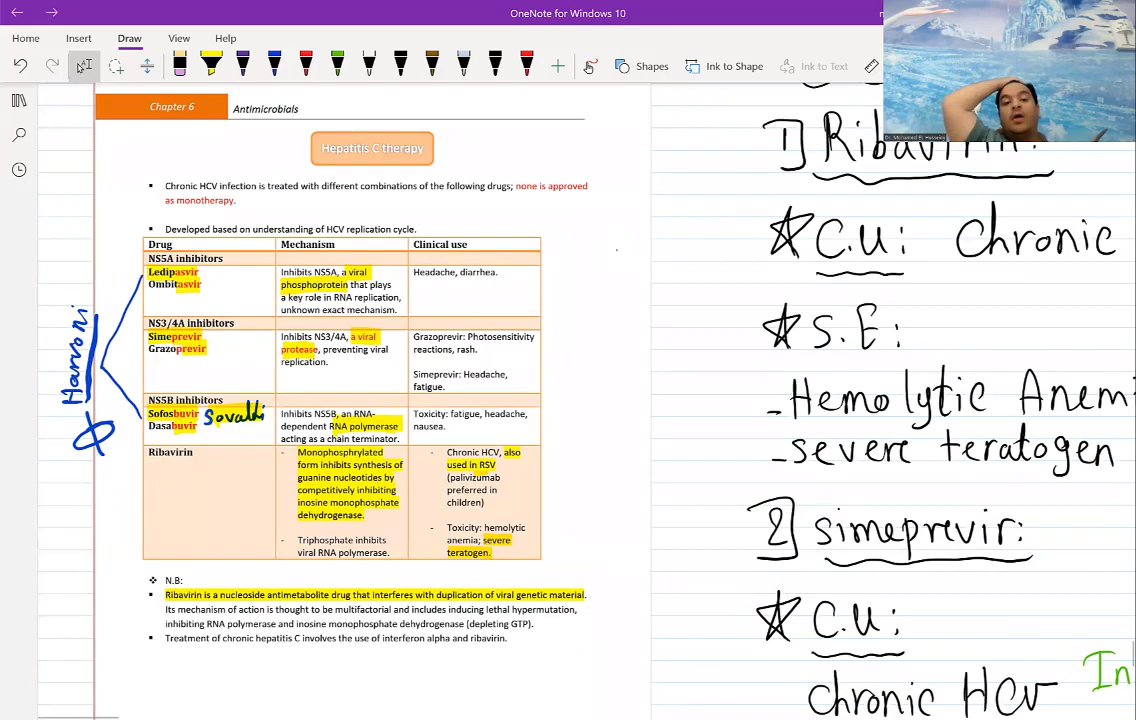 OneNote for Windows 10
Home Insert Draw View Help
Shapes Ink to Shape Ink to Text
Dr. Mohamed EL Husseiny
Chapter 6 Antimicrobials
Hepatitis C therapy
▪ Chronic HCV infection is treated with different combinations of the following drugs; none is approved
as monotherapy.
▪ Developed based on understanding of HCV replication cycle.
Drug Mechanism Clinical use
NS5A inhibitors
Ledipasvir
Ombitasvir
Inhibits NS5A, a viral
phosphoprotein that plays
a key role in RNA replication,
unknown exact mechanism.
Headache, diarrhea.
NS3/4A inhibitors
Simeprevir
Grazoprevir
Inhibits NS3/4A, a viral
protease, preventing viral
replication.
Grazoprevir: Photosensitivity
reactions, rash.
Simeprevir: Headache,
fatigue.
NS5B inhibitors
Sofosbuvir Sovaldi
Dasabuvir
Inhibits NS5B, an RNA-
dependent RNA polymerase
acting as a chain terminator.
Toxicity: fatigue, headache,
nausea.
Ribavirin
- Monophosphrylated
form inhibits synthesis of
guanine nucleotides by
competitively inhibiting
inosine monophosphate
dehydrogenase.
- Triphosphate inhibits
viral RNA polymerase.
- Chronic HCV, also
used in RSV
(palivizumab
preferred in
children)
- Toxicity: hemolytic
anemia; severe
teratogen.
Harvoni
❖ N.B:
▪ Ribavirin is a nucleoside antimetabolite drug that interferes with duplication of viral genetic material.
Its mechanism of action is thought to be multifactorial and includes inducing lethal hypermutation,
inhibiting RNA polymerase and inosine monophosphate dehydrogenase (depleting GTP).
▪ Treatment of chronic hepatitis C involves the use of interferon alpha and ribavirin.
1] Ribavirin:
☆ C.U: Chronic
☆ S.E:
- Hemolytic Anemi
- severe teratogen
2] simeprevir:
☆ C.U:
chronic HCV
In